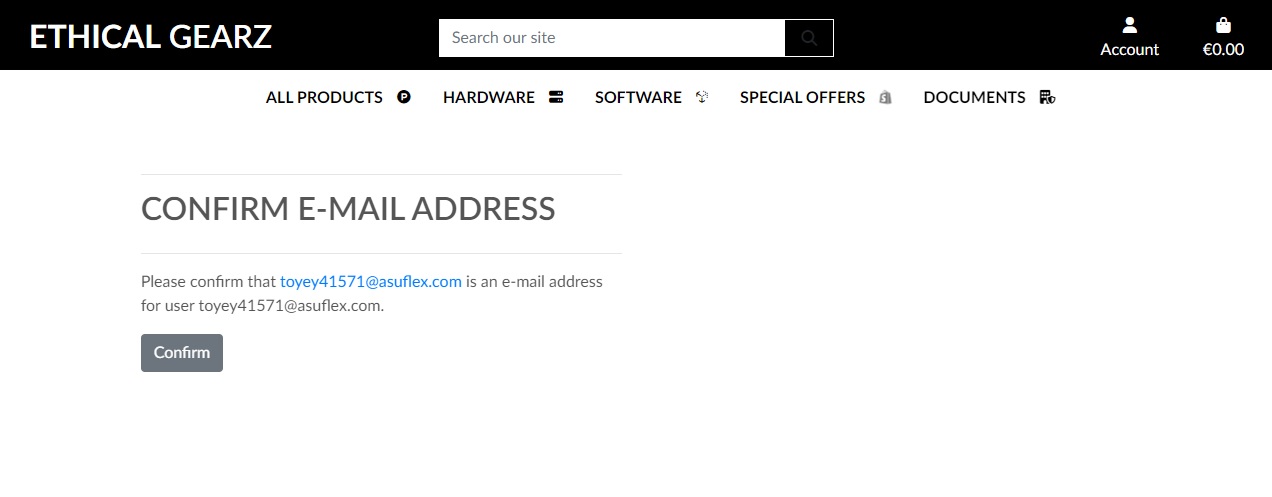 ETHICAL GEARZ
Search our site
Account
€0.00
ALL PRODUCTS
HARDWARE
SOFTWARE
SPECIAL OFFERS
DOCUMENTS
CONFIRM E-MAIL ADDRESS
Please confirm that toyey41571@asuflex.com is an e-mail address
for user toyey41571@asuflex.com.
Confirm